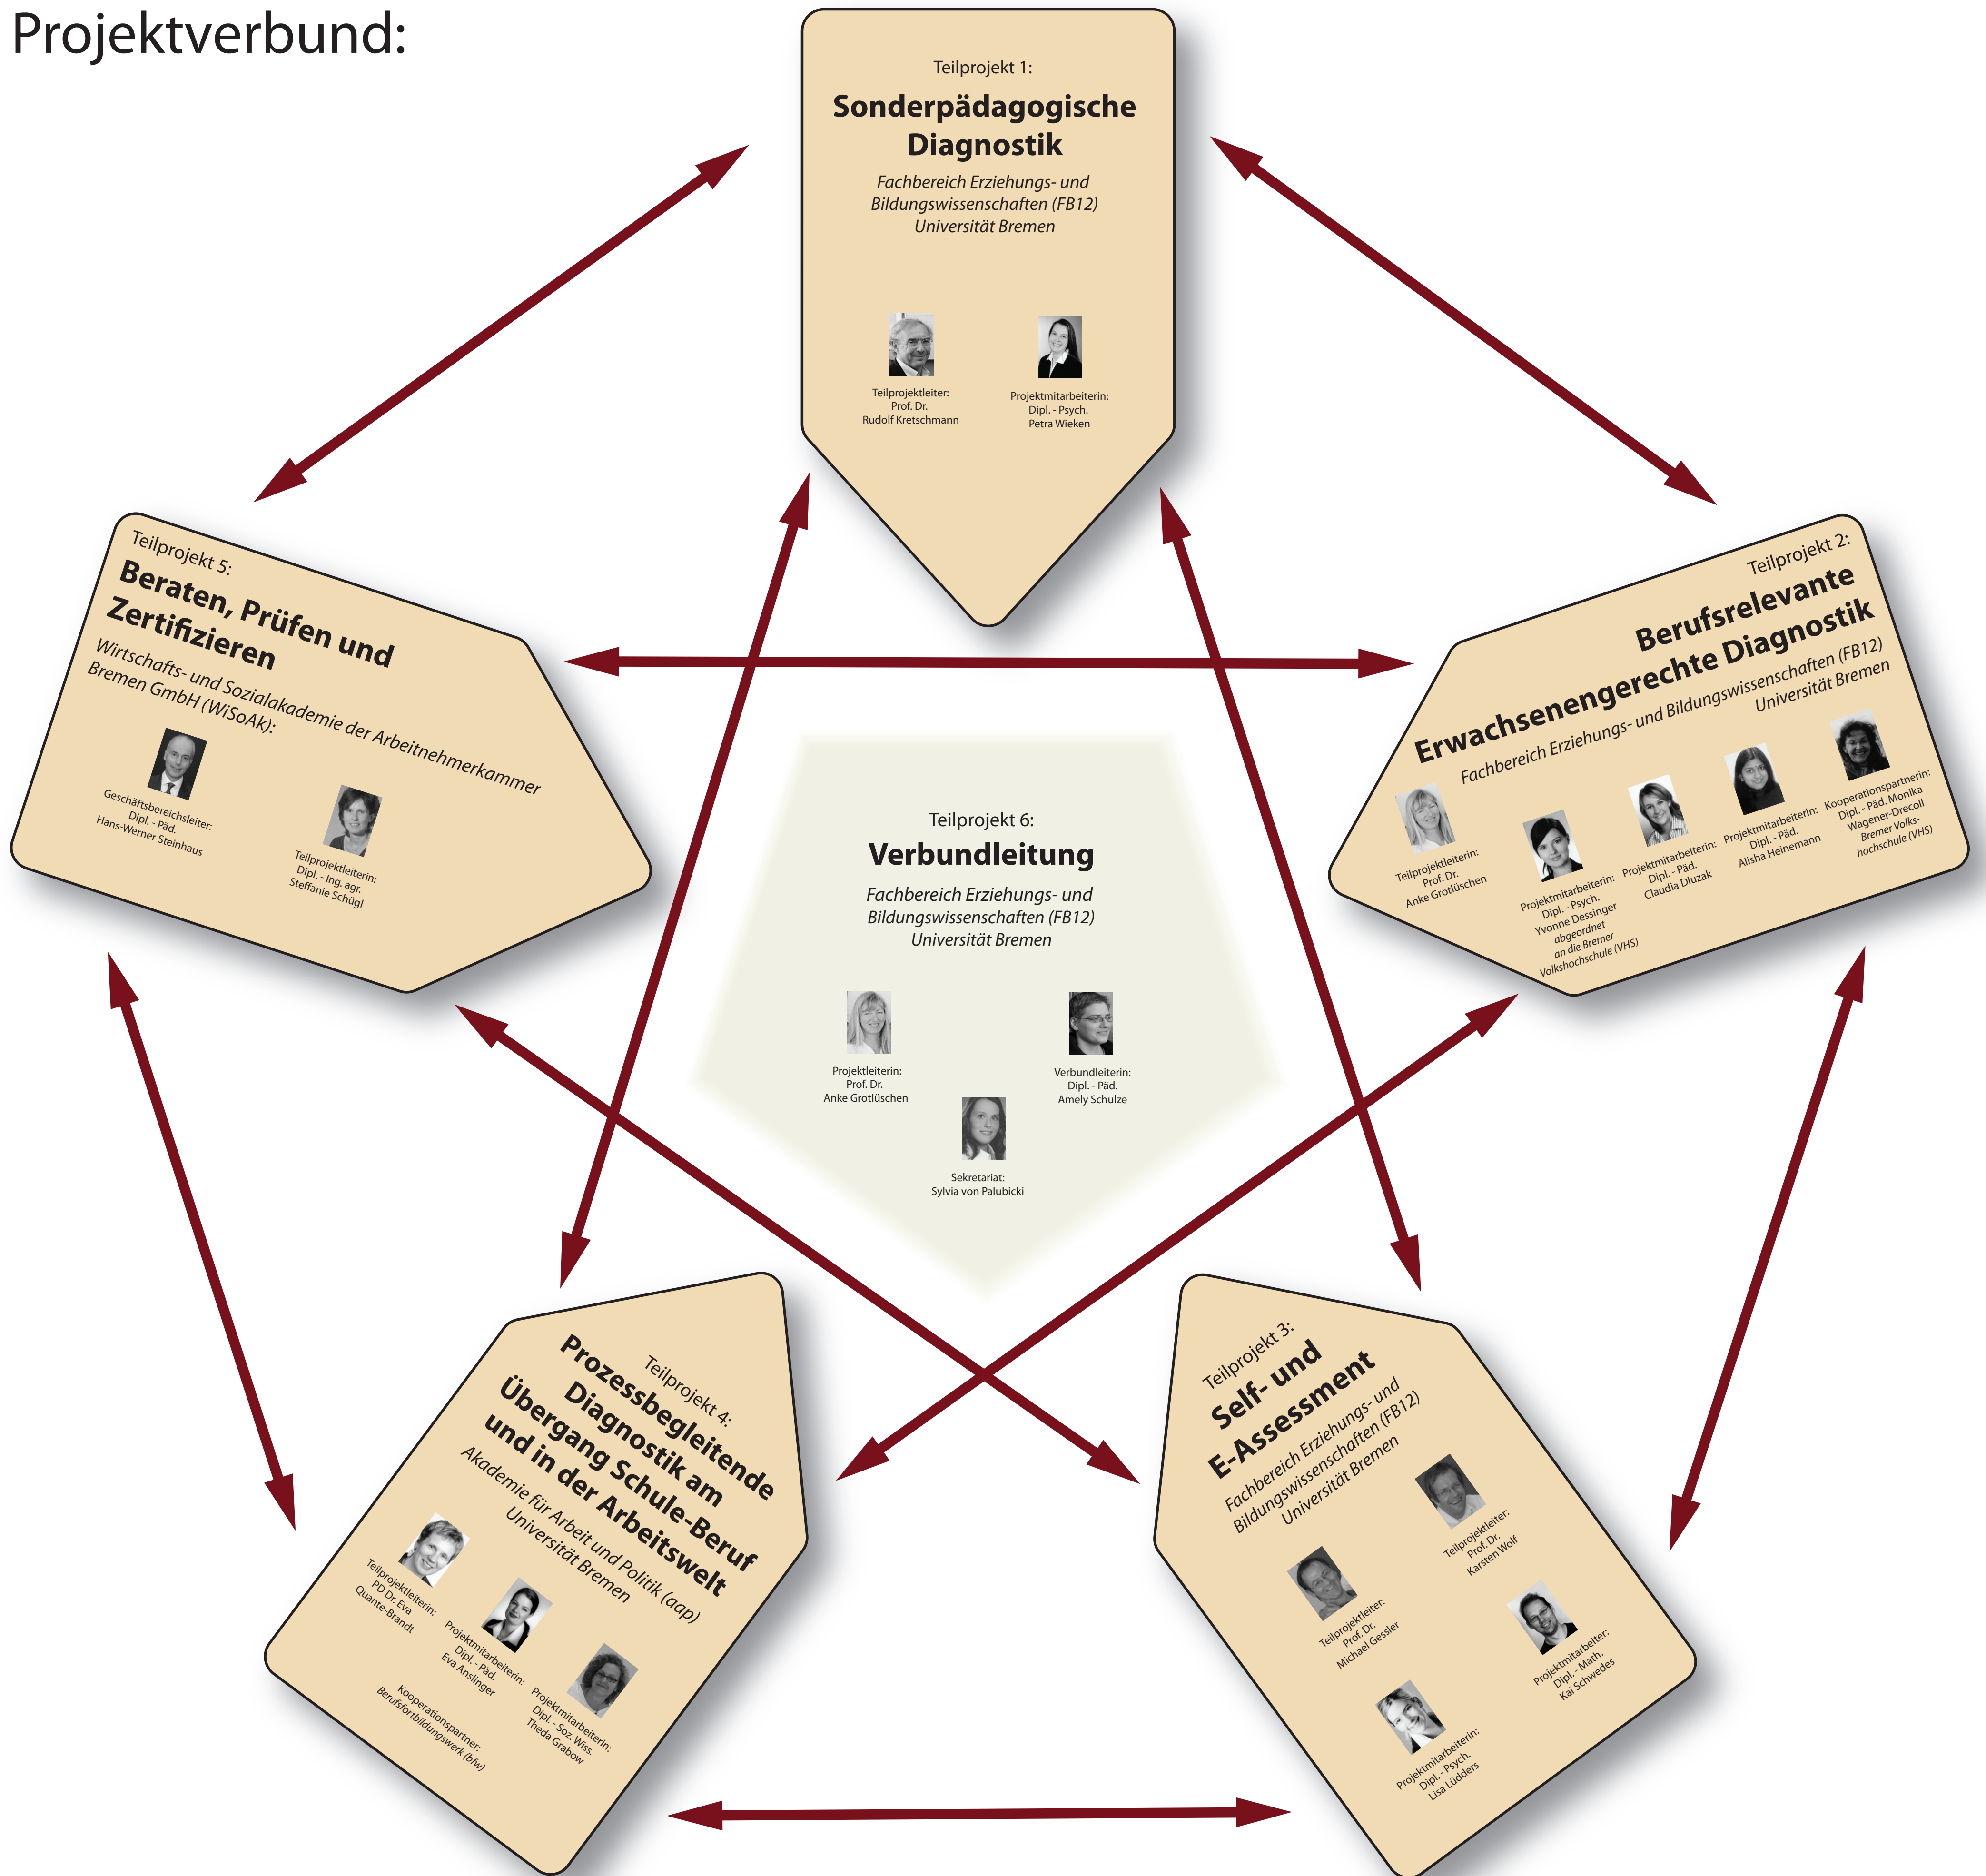 Projektverbund:
Teilprojekt 1:
Sonderpädagogische
Diagnostik
Fachbereich Erziehungs- und
Bildungswissenschaften (FB12)
Universität Bremen
Teilprojektleiter:
Prof. Dr.
Rudolf Kretschmann
Projektmitarbeiterin:
Dipl. - Psych.
Petra Wieken
Teilprojekt 5:
Beraten, Prüfen und
Zertifizieren
Wirtschafts- und Sozialakademie der Arbeitnehmerkammer
Bremen GmbH (WiSoAk):
Geschäftsbereichsleiter:
Dipl. - Päd.
Hans-Werner Steinhaus
Teilprojektleiterin:
Dipl. - Ing. agr.
Steffanie Schügl
Teilprojekt 2:
Berufsrelevante
Erwachsenengerechte Diagnostik
Fachbereich Erziehungs- und Bildungswissenschaften (FB12)
Universität Bremen
Teilprojektleiterin:
Prof. Dr.
Anke Grotlüschen
Projektmitarbeiterin:
Dipl. - Psych.
Yvonne Dessinger
abgeordnet
an die Bremer
Volkshochschule (VHS)
Projektmitarbeiterin:
Dipl. - Päd.
Claudia Dluzak
Projektmitarbeiterin:
Dipl. - Päd.
Alisha Heinemann
Kooperationspartnerin:
Dipl. - Päd. Monika
Wagener-Drecoll
Bremer Volks-
hochschule (VHS)
Teilprojekt 6:
Verbundleitung
Fachbereich Erziehungs- und
Bildungswissenschaften (FB12)
Universität Bremen
Projektleiterin:
Prof. Dr.
Anke Grotlüschen
Verbundleiterin:
Dipl. - Päd.
Amely Schulze
Sekretariat:
Sylvia von Palubicki
Teilprojekt 4:
Prozessbegleitende
Diagnostik am
Übergang Schule-Beruf
und in der Arbeitswelt
Akademie für Arbeit und Politik (aap)
Universität Bremen
Teilprojektleiterin:
PD Dr. Eva
Quante-Brandt
Projektmitarbeiterin:
Dipl. - Päd.
Eva Anslinger
Projektmitarbeiterin:
Dipl. - Soz. Wiss.
Theda Grabow
Kooperationspartner:
Berufsfortbildungswerk (bfw)
Teilprojekt 3:
Self- und
E-Assessment
Fachbereich Erziehungs- und
Bildungswissenschaften (FB12)
Universität Bremen
Teilprojektleiter:
Prof. Dr.
Karsten Wolf
Teilprojektleiter:
Prof. Dr.
Michael Gessler
Projektmitarbeiter:
Dipl. - Math.
Kai Schwedes
Projektmitarbeiterin:
Dipl. - Psych.
Lisa Lüdders